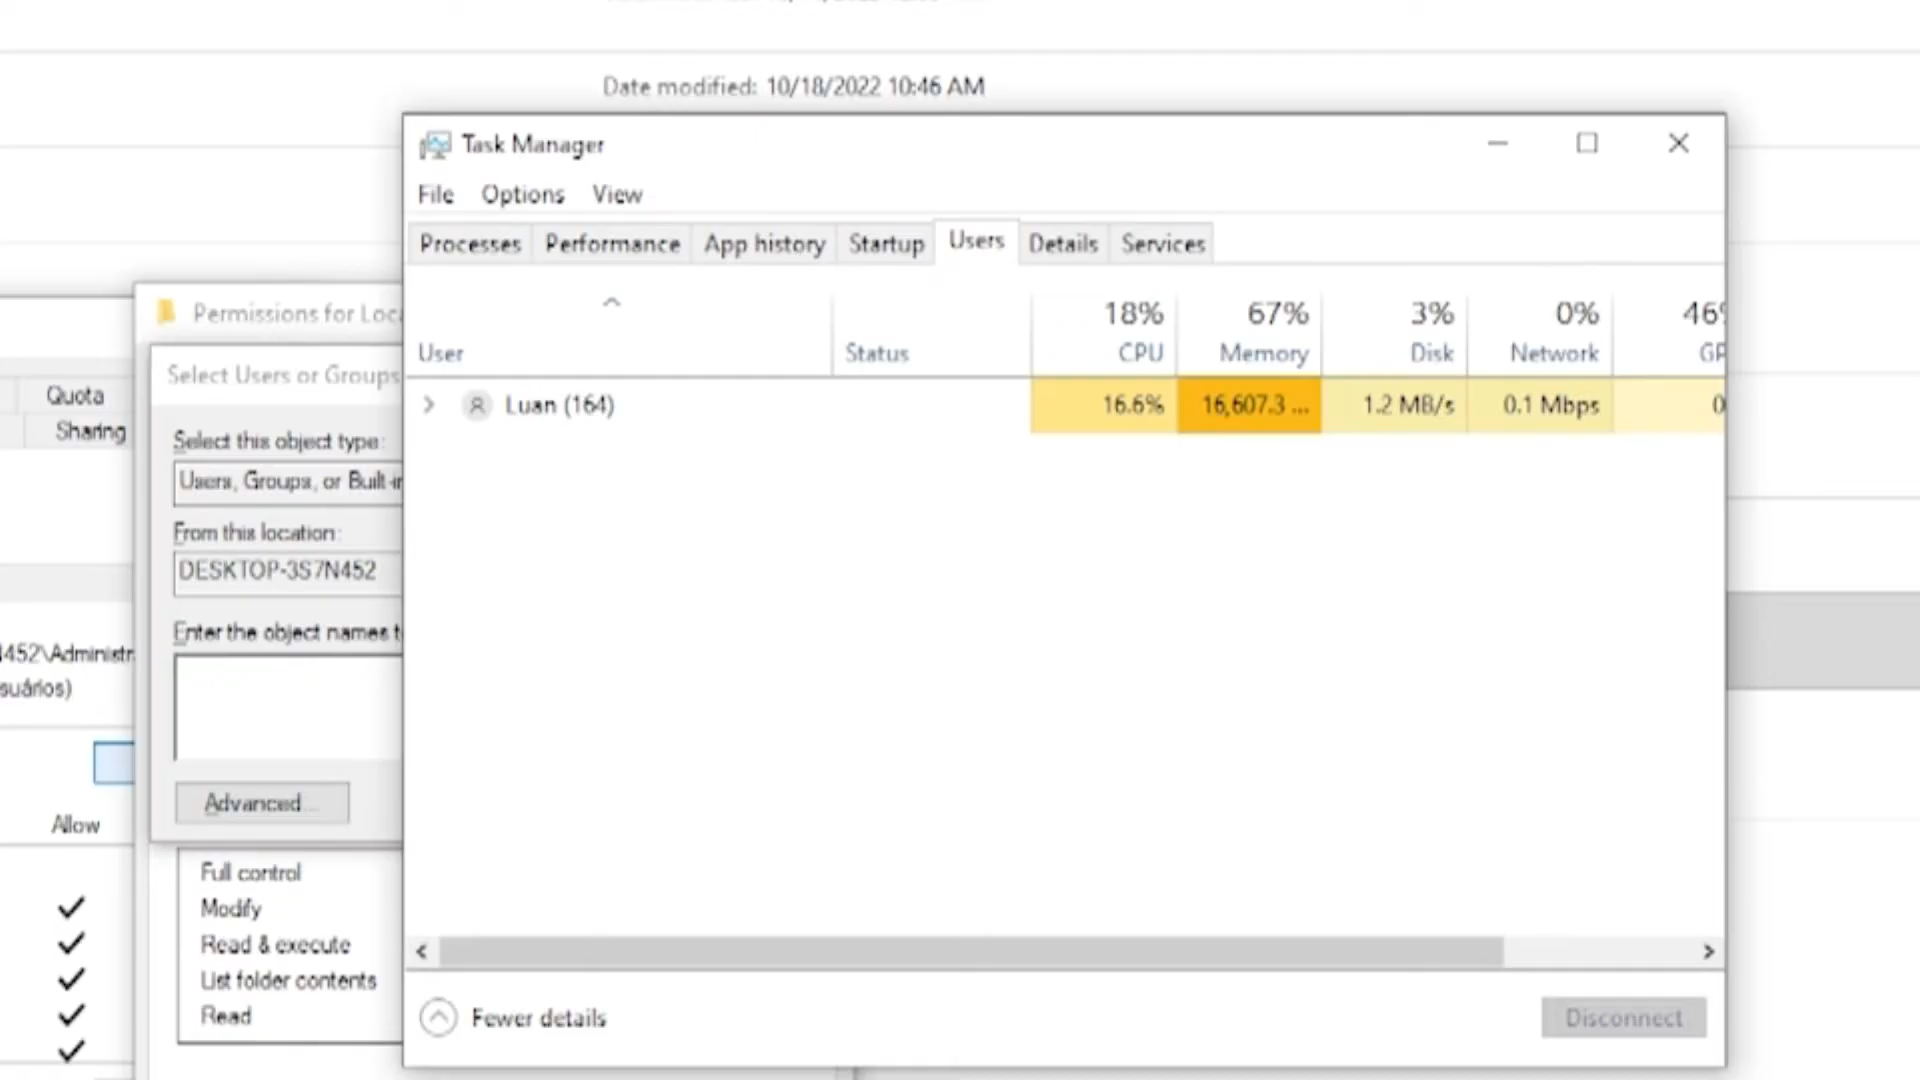 Date modified: 10/18/2022 10:46 AM
Task Manager
File Options View
Processes Performance App history Startup Users Details Services
18% 67% 3% 0% 46%
User Status CPU Memory Disk Network GP
Luan (164) 16.6% 16,607.3 ... 1.2 MB/s 0.1 Mbps 0
Fewer details
Disconnect
Permissions for Loca
Select Users or Groups
Select this object type:
Users, Groups, or Built-in
From this location:
DESKTOP-3S7N452
Enter the object names t
Advanced...
Full control
Modify
Read & execute
List folder contents
Read
Quota
Sharing
452\Administr
suários)
Allow